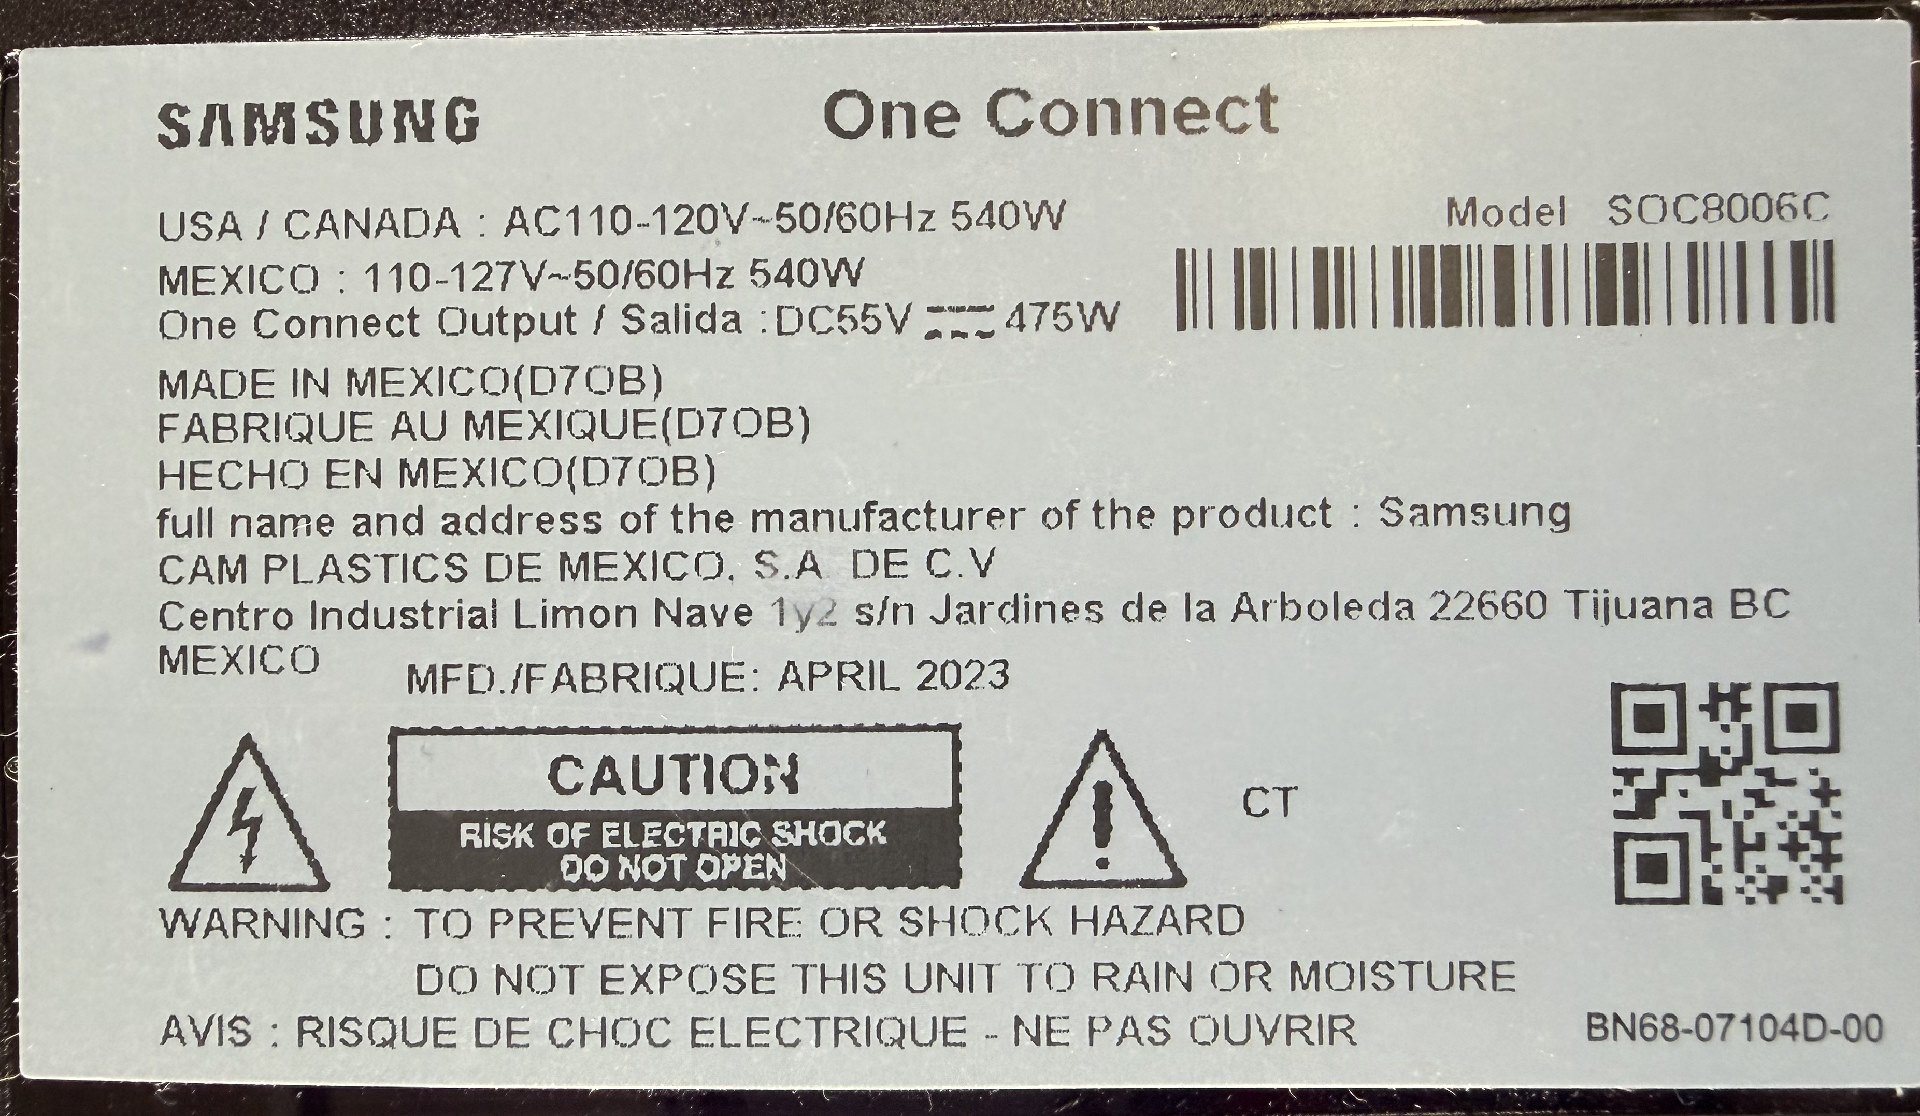 SAMSUNG
One Connect
USA / CANADA : AC110-120V~50/60Hz 540W
Model SOC8006C
MEXICO : 110-127V~50/60Hz 540W
One Connect Output / Salida : DC55V ⎓ 475W
MADE IN MEXICO(D7OB)
FABRIQUE AU MEXIQUE(D7OB)
HECHO EN MEXICO(D7OB)
full name and address of the manufacturer of the product : Samsung
CAM PLASTICS DE MEXICO. S.A DE C.V
Centro Industrial Limon Nave 1y2 s/n Jardines de la Arboleda 22660 Tijuana BC
MEXICO
MFD./FABRIQUE: APRIL 2023
CAUTION
RISK OF ELECTRIC SHOCK
DO NOT OPEN
CT
WARNING : TO PREVENT FIRE OR SHOCK HAZARD
DO NOT EXPOSE THIS UNIT TO RAIN OR MOISTURE
AVIS : RISQUE DE CHOC ELECTRIQUE - NE PAS OUVRIR
BN68-07104D-00